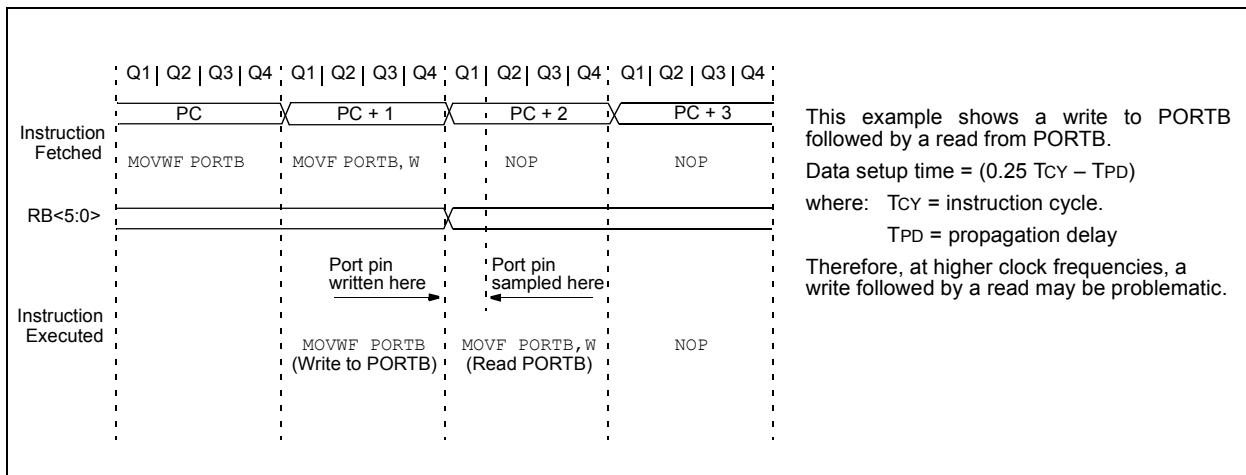 Q1 | Q2 | Q3 | Q4 Q1 | Q2 | Q3 | Q4 Q1 | Q2 | Q3 | Q4 Q1 | Q2 | Q3 | Q4
PC PC + 1 PC + 2 PC + 3
Instruction
Fetched
MOVWF PORTB MOVF PORTB, W NOP NOP
RB<5:0>
Port pin
written here
Port pin
sampled here
Instruction
Executed
MOVWF PORTB MOVF PORTB,W NOP
(Write to PORTB) (Read PORTB)
This example shows a write to PORTB
followed by a read from PORTB.
Data setup time = (0.25 TCY – TPD)
where: TCY = instruction cycle.
TPD = propagation delay
Therefore, at higher clock frequencies, a
write followed by a read may be problematic.